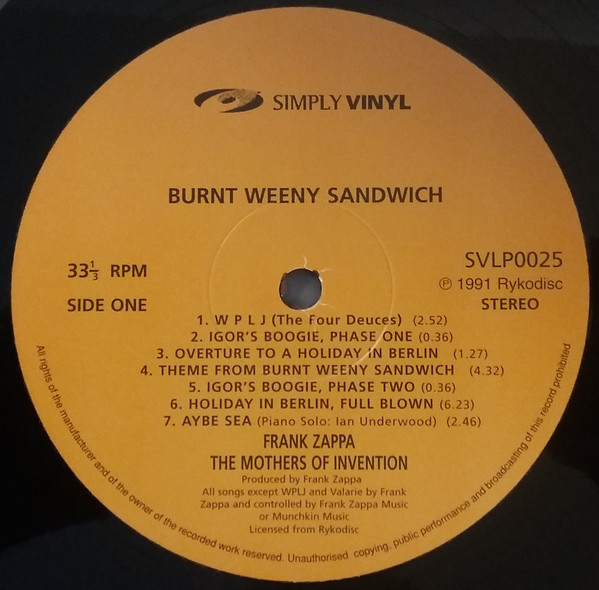 SIMPLY VINYL
BURNT WEENY SANDWICH
33 1/3 RPM
SVLP0025
℗ 1991 Rykodisc
SIDE ONE
STEREO
1. W P L J (The Four Deuces) (2.52)
2. IGOR'S BOOGIE, PHASE ONE (0.36)
3. OVERTURE TO A HOLIDAY IN BERLIN (1.27)
4. THEME FROM BURNT WEENY SANDWICH (4.32)
5. IGOR'S BOOGIE, PHASE TWO (0.36)
6. HOLIDAY IN BERLIN, FULL BLOWN (6.23)
7. AYBE SEA (Piano Solo: Ian Underwood) (2.46)
FRANK ZAPPA
THE MOTHERS OF INVENTION
Produced by Frank Zappa
All songs except WPLJ and Valarie by Frank
Zappa and controlled by Frank Zappa Music
or Munchkin Music
Licensed from Rykodisc
All rights of the manufacturer and of the owner of the recorded work reserved. Unauthorised copying, public performance and broadcasting of this record prohibited